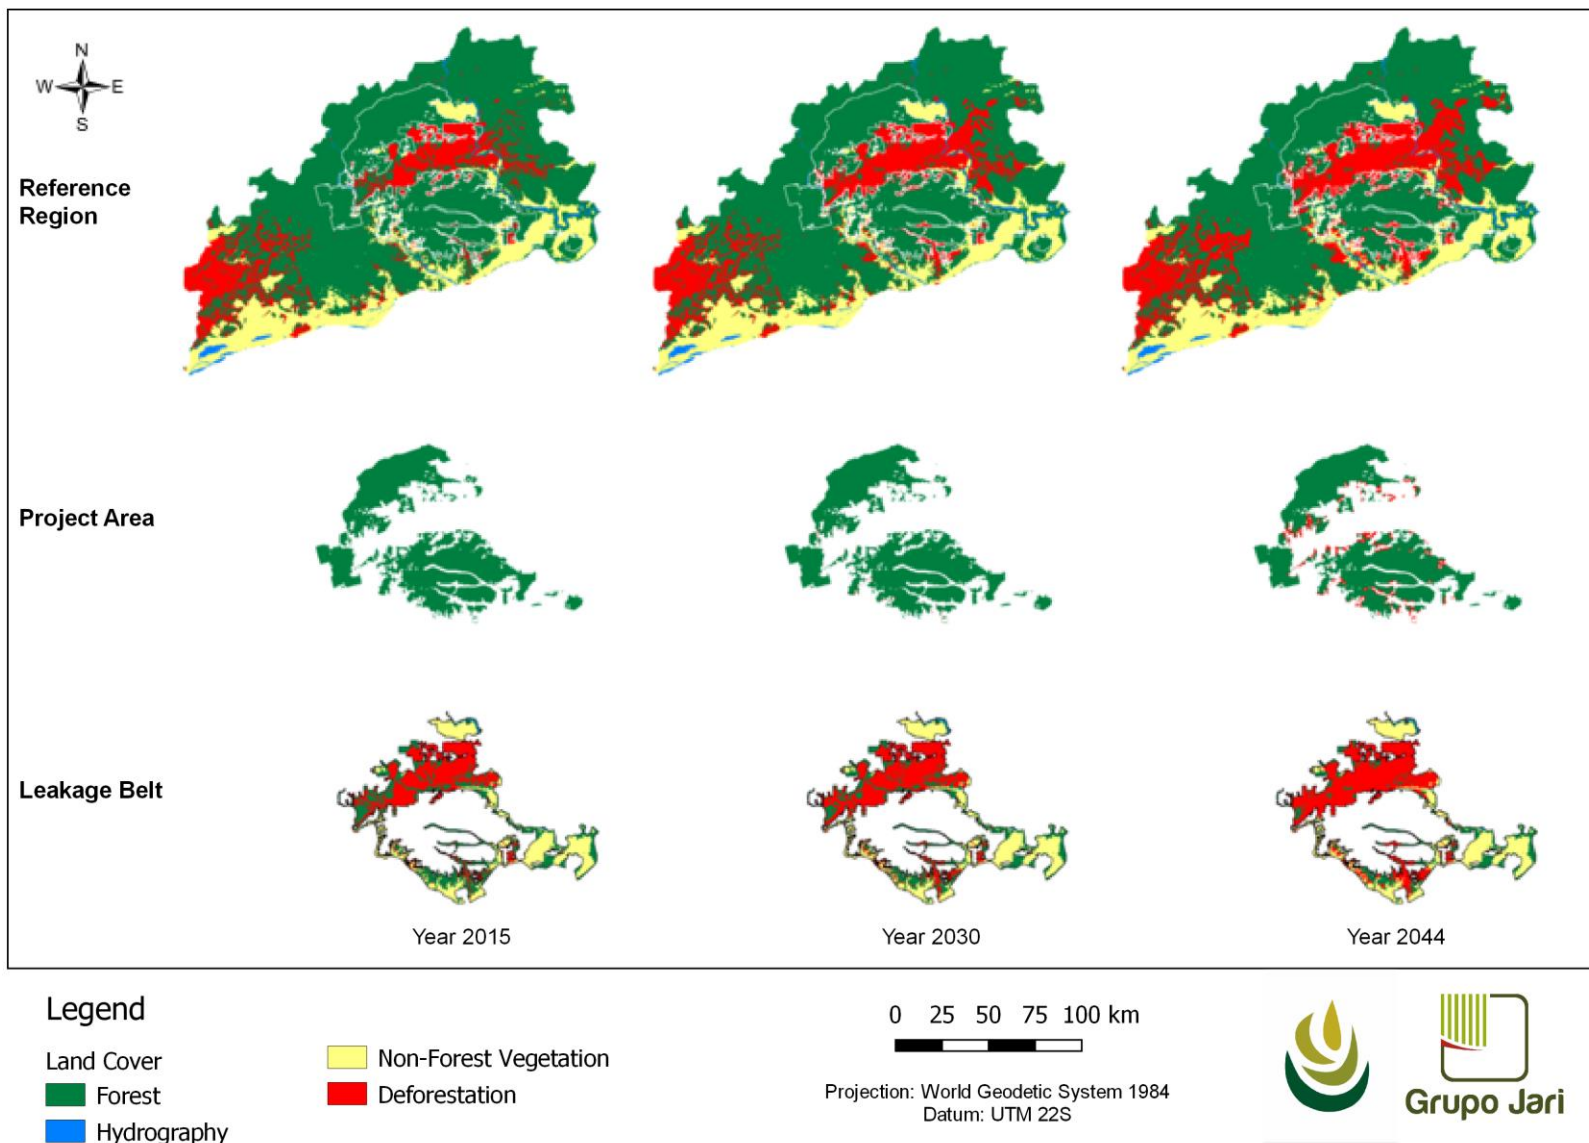 N
W E
S
Reference
Region
Project Area
Leakage Belt
Year 2015
Year 2030
Year 2044
Legend
Land Cover
Forest
Hydrography
Non-Forest Vegetation
Deforestation
0 25 50 75 100 km
Projection: World Geodetic System 1984
Datum: UTM 22S
Grupo Jari